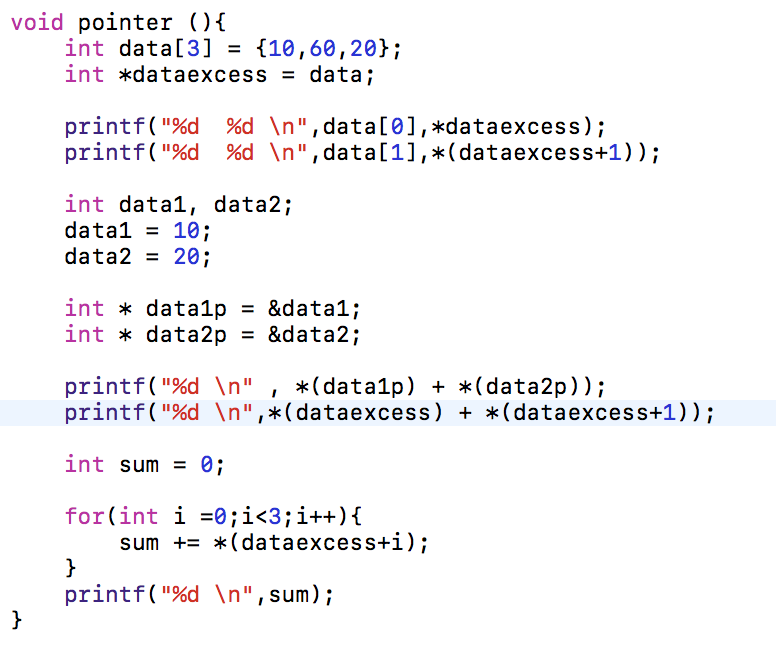 void pointer (){
    int data[3] = {10,60,20};
    int *dataexcess = data;

    printf("%d  %d \n",data[0],*dataexcess);
    printf("%d  %d \n",data[1],*(dataexcess+1));

    int data1, data2;
    data1 = 10;
    data2 = 20;

    int * data1p = &data1;
    int * data2p = &data2;

    printf("%d \n" , *(data1p) + *(data2p));
    printf("%d \n",*(dataexcess) + *(dataexcess+1));

    int sum = 0;

    for(int i =0;i<3;i++){
        sum += *(dataexcess+i);
    }
    printf("%d \n",sum);
}